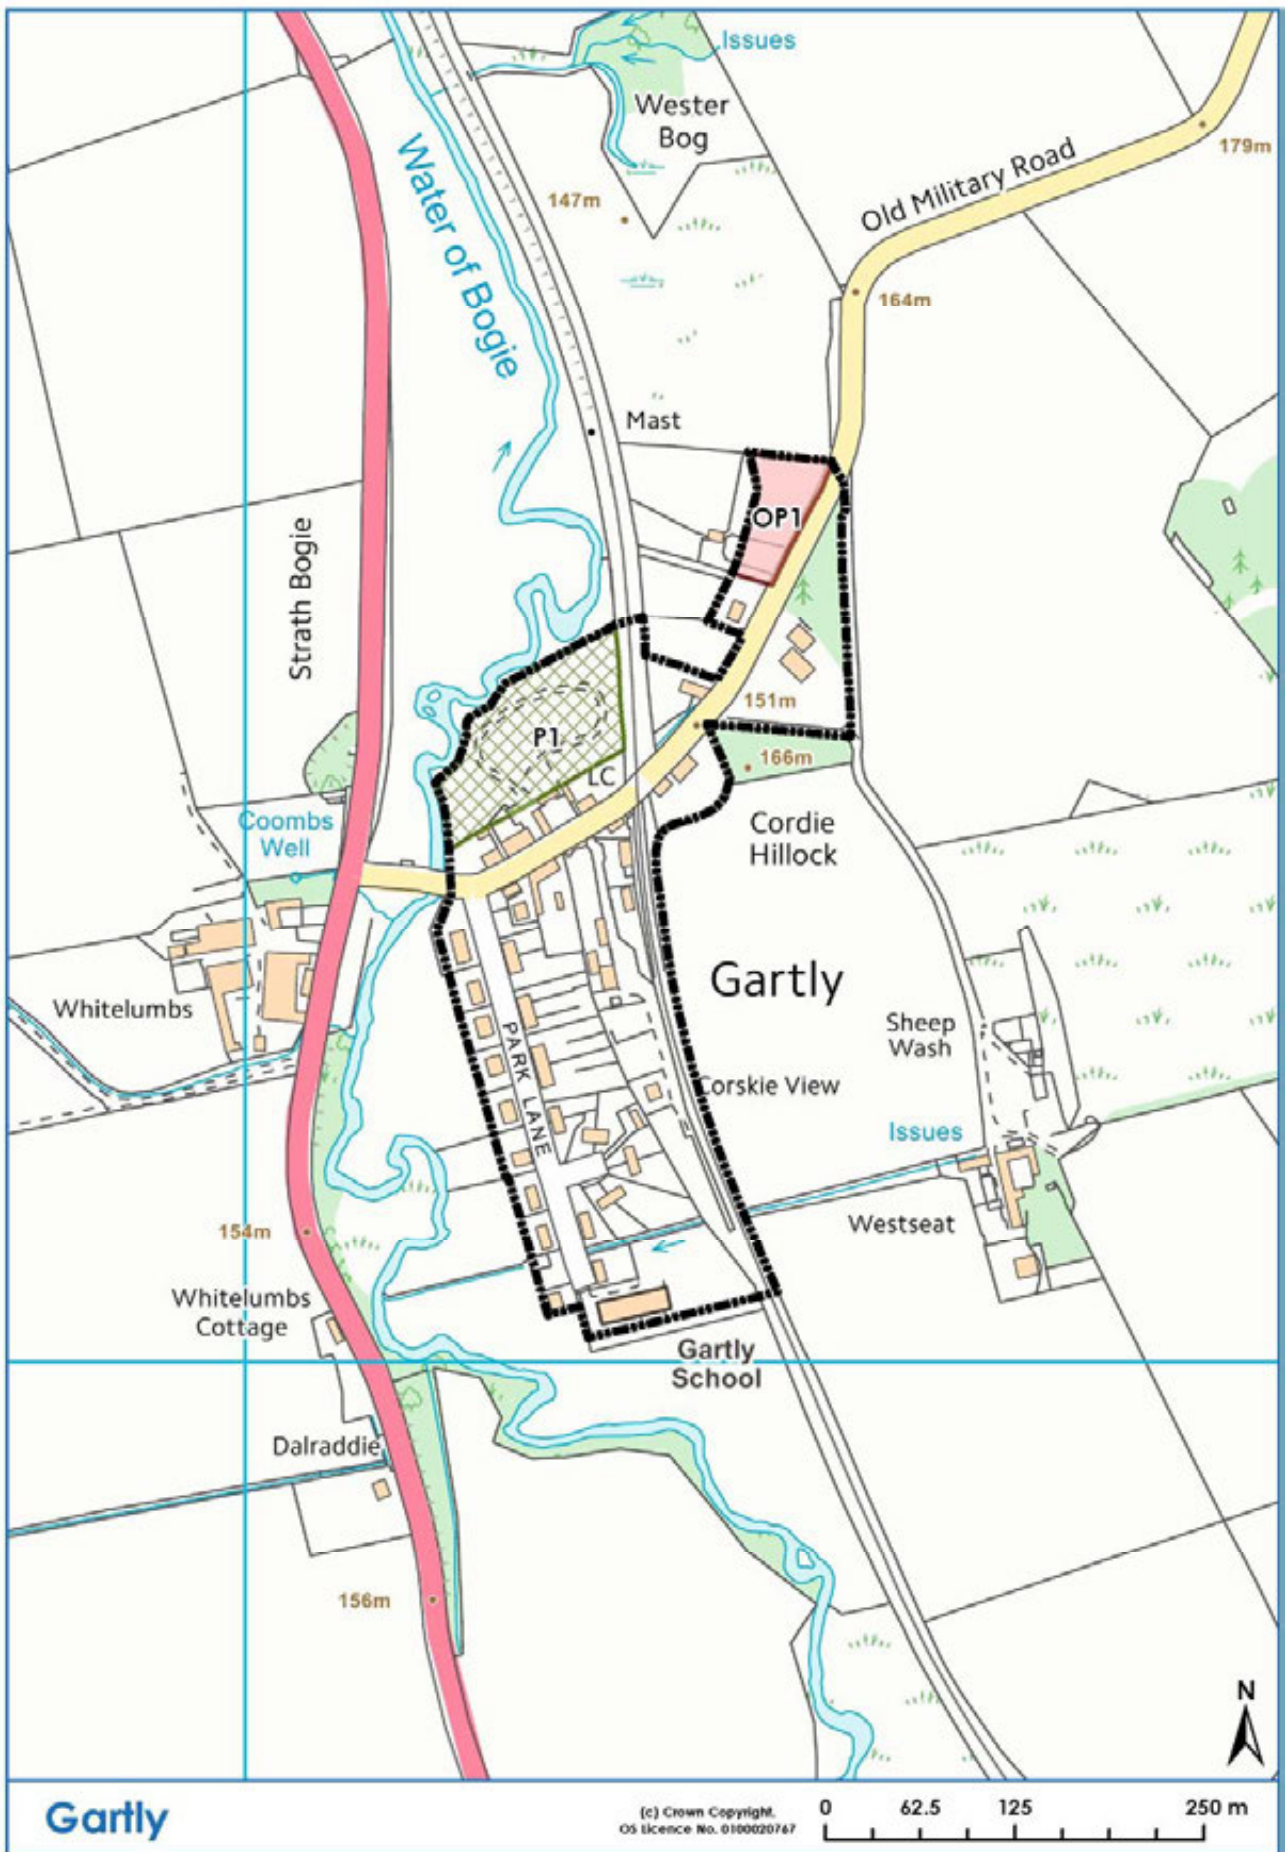 Issues
Wester
Bog
Water of Bogie
179m
147m
Old Military Road
164m
Mast
OP1
Strath Bogie
151m
P1
166m
LC
Coombs
Well
Cordie
Hillock
Gartly
Whitelumbs
Sheep
Wash
PARK LANE
Corskie View
Issues
Westseat
154m
Whitelumbs
Cottage
Gartly
School
Dalraddie
156m
N
Gartly
(c) Crown Copyright.
OS Licence No. 0100020767
0 62.5 125 250 m